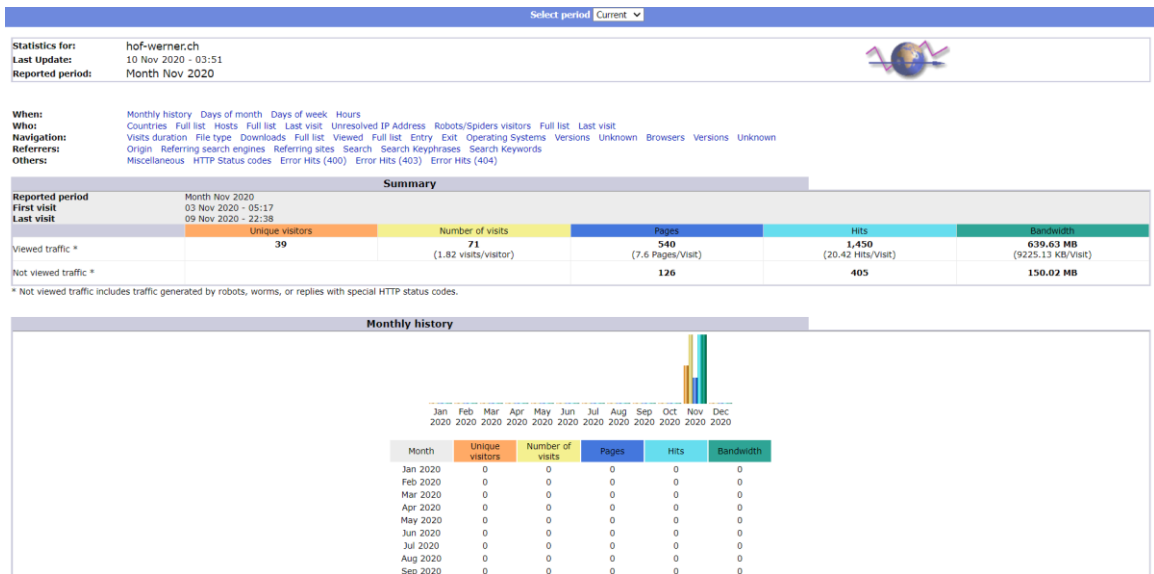 Select period Current
Statistics for: hof-werner.ch
Last Update: 10 Nov 2020 - 03:51
Reported period: Month Nov 2020
When: Monthly history Days of month Days of week Hours
Who: Countries Full list Hosts Full list Last visit Unresolved IP Address Robots/Spiders visitors Full list Last visit
Navigation: Visits duration File type Downloads Full list Viewed Full list Entry Exit Operating Systems Versions Unknown Browsers Versions Unknown
Referrers: Origin Referring search engines Referring sites Search Search Keyphrases Search Keywords
Others: Miscellaneous HTTP Status codes Error Hits (400) Error Hits (403) Error Hits (404)
Summary
Reported period Month Nov 2020
First visit 03 Nov 2020 - 05:17
Last visit 09 Nov 2020 - 22:38
Unique visitors Number of visits Pages Hits Bandwidth
Viewed traffic * 39 71 540 1,450 639.63 MB
(1.82 visits/visitor) (7.6 Pages/Visit) (20.42 Hits/Visit) (9225.13 KB/Visit)
Not viewed traffic * 126 405 150.02 MB
* Not viewed traffic includes traffic generated by robots, worms, or replies with special HTTP status codes.
Monthly history
Jan Feb Mar Apr May Jun Jul Aug Sep Oct Nov Dec
2020 2020 2020 2020 2020 2020 2020 2020 2020 2020 2020 2020
Month Unique visitors Number of visits Pages Hits Bandwidth
Jan 2020 0 0 0 0 0
Feb 2020 0 0 0 0 0
Mar 2020 0 0 0 0 0
Apr 2020 0 0 0 0 0
May 2020 0 0 0 0 0
Jun 2020 0 0 0 0 0
Jul 2020 0 0 0 0 0
Aug 2020 0 0 0 0 0
Sep 2020 0 0 0 0 0